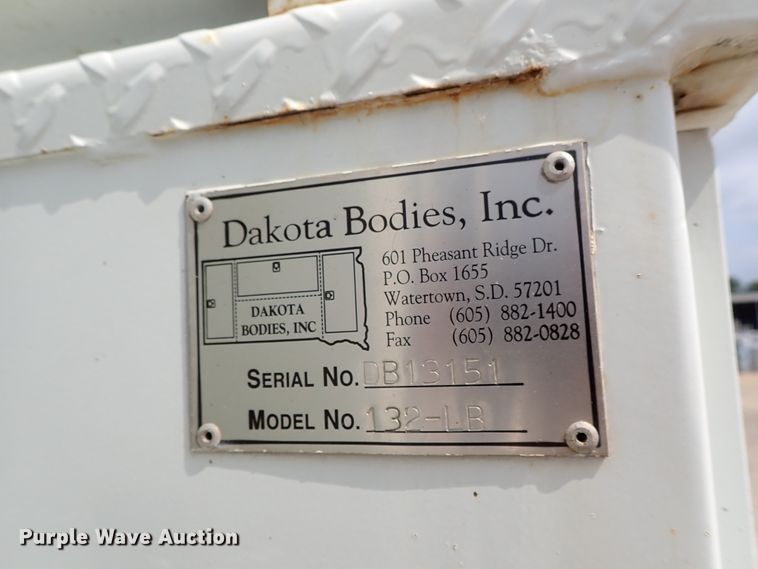 Dakota Bodies, Inc.
DAKOTA
BODIES, INC
601 Pheasant Ridge Dr.
P.O. Box 1655
Watertown, S.D. 57201
Phone (605) 882-1400
Fax (605) 882-0828
SERIAL NO. DB13151
MODEL NO. 132-LB
Purple Wave Auction